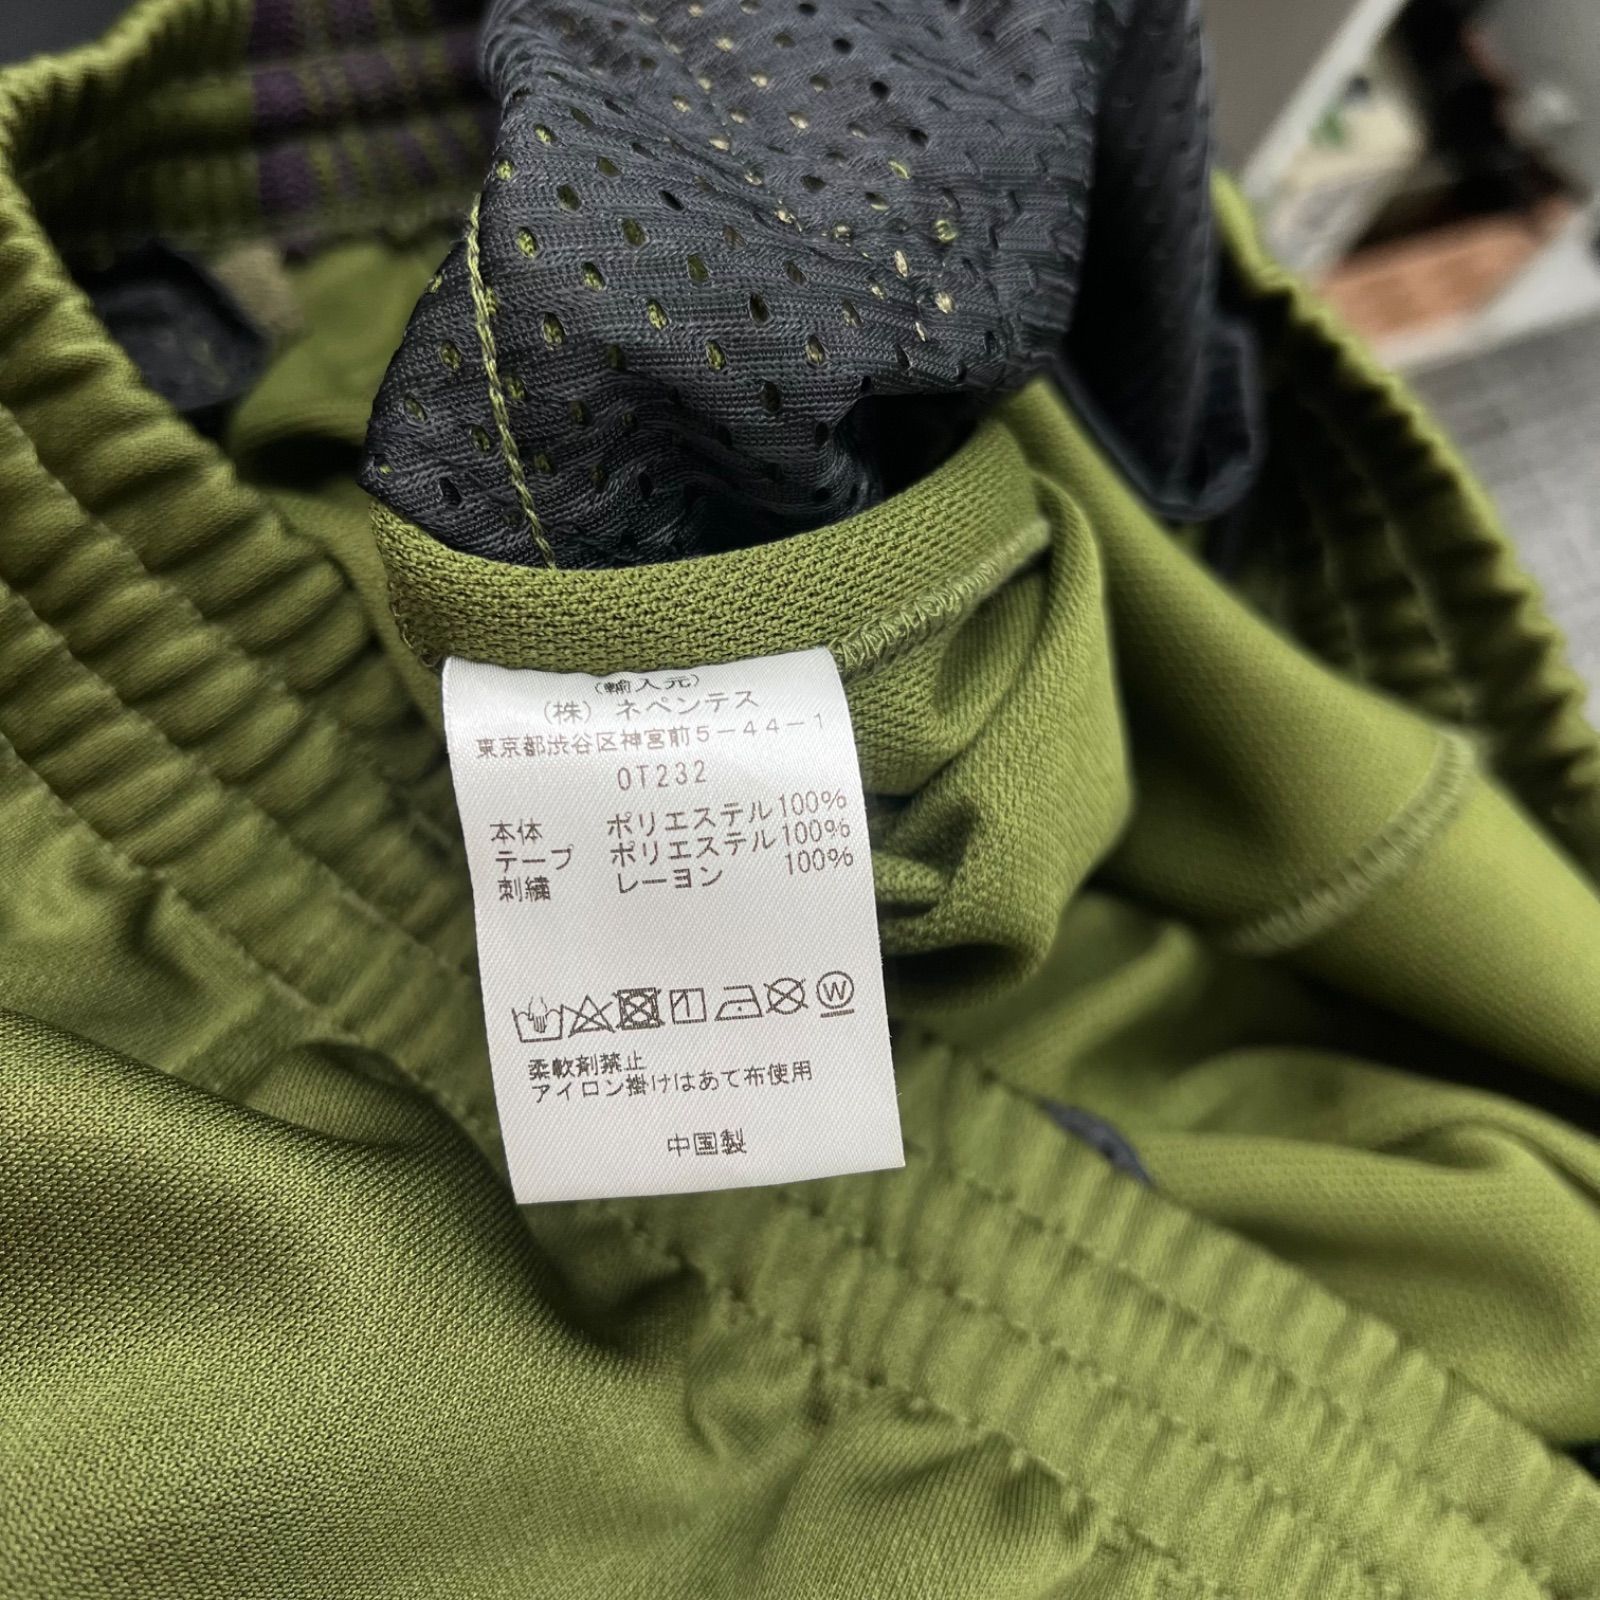 (輸入元)
(株) ネペンテス
東京都渋谷区神宮前5-44-1
OT232
本体 ポリエステル100%
テープ ポリエステル100%
刺繍 レーヨン 100%
W
柔軟剤禁止
アイロン掛けはあて布使用
中国製